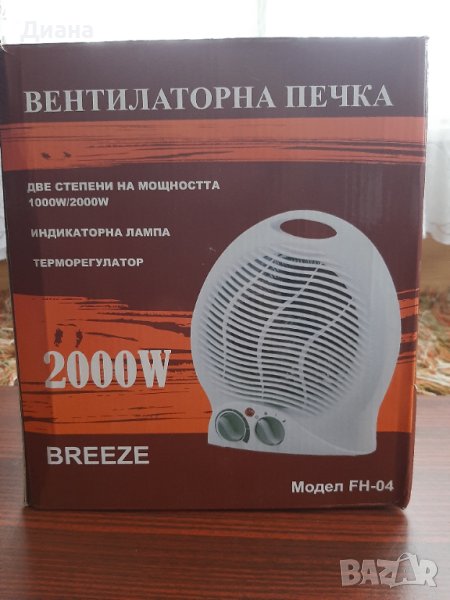 Диана
ВЕНТИЛАТОРНА ПЕЧКА
ДВЕ СТЕПЕНИ НА МОЩНОСТТА
1000W/2000W
ИНДИКАТОРНА ЛАМПА
ТЕРМОРЕГУЛАТОР
2000W
BREEZE
Модел FH-04
BAZAR